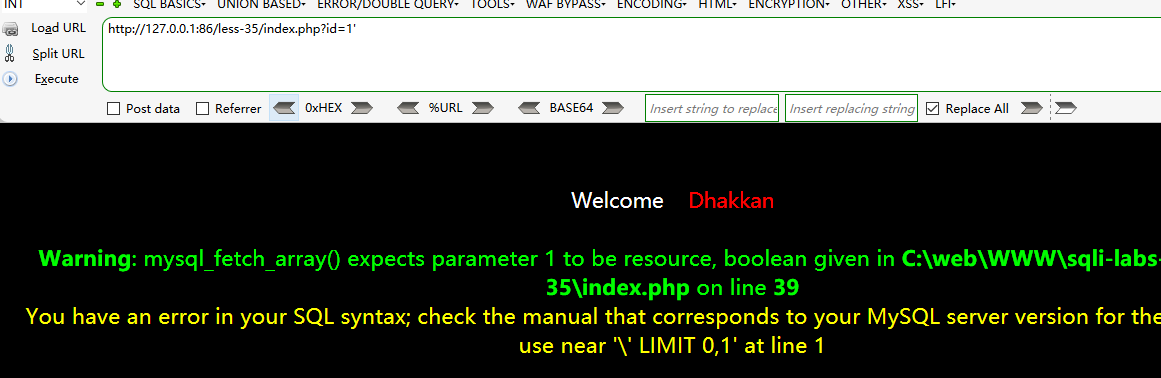 INT SQL BASICS UNION BASED ERROR/DOUBLE QUERY TOOLS WAF BYPASS ENCODING HTML ENCRYPTION OTHER XSS LFI
Load URL
http://127.0.0.1:86/less-35/index.php?id=1'
Split URL
Execute
Post data Referrer 0xHEX %URL BASE64 Insert string to replace Insert replacing string Replace All
Welcome Dhakkan
Warning: mysql_fetch_array() expects parameter 1 to be resource, boolean given in C:\web\WWW\sqli-labs-
35\index.php on line 39
You have an error in your SQL syntax; check the manual that corresponds to your MySQL server version for the
use near '\' LIMIT 0,1' at line 1